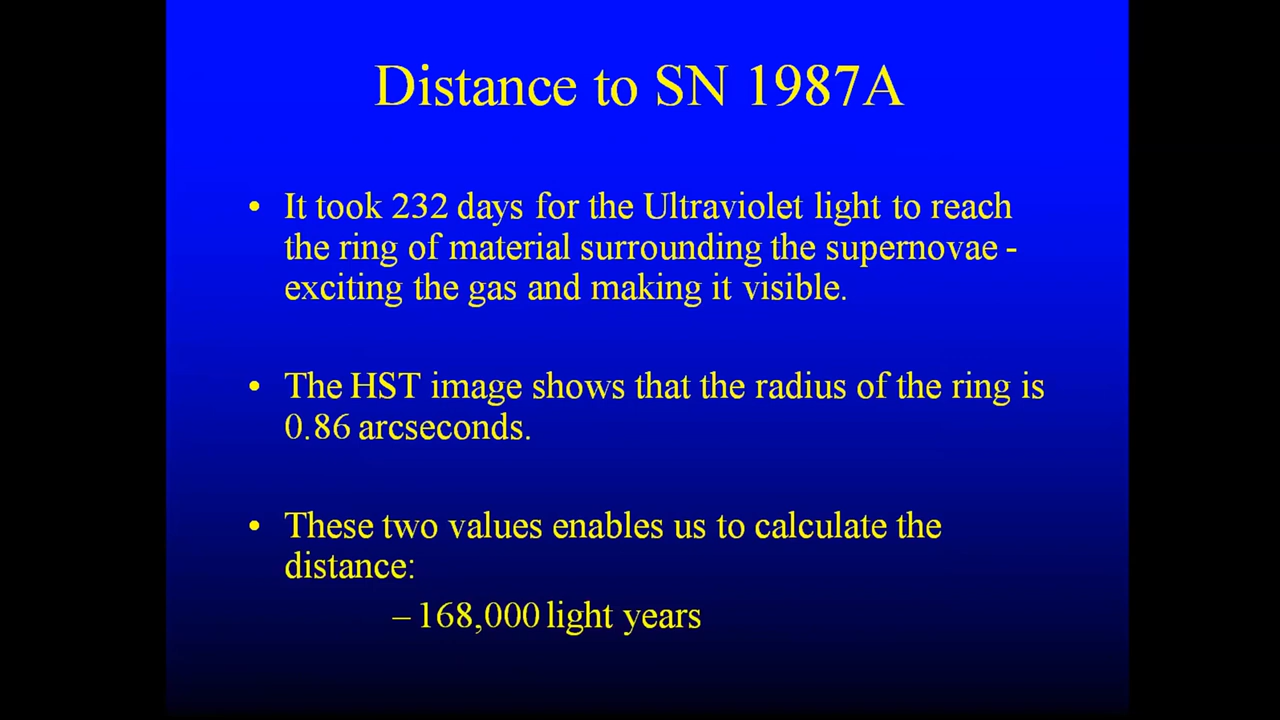 Distance to SN 1987A
• It took 232 days for the Ultraviolet light to reach
the ring of material surrounding the supernovae -
exciting the gas and making it visible.
• The HST image shows that the radius of the ring is
0.86 arcseconds.
• These two values enables us to calculate the
distance:
– 168,000 light years